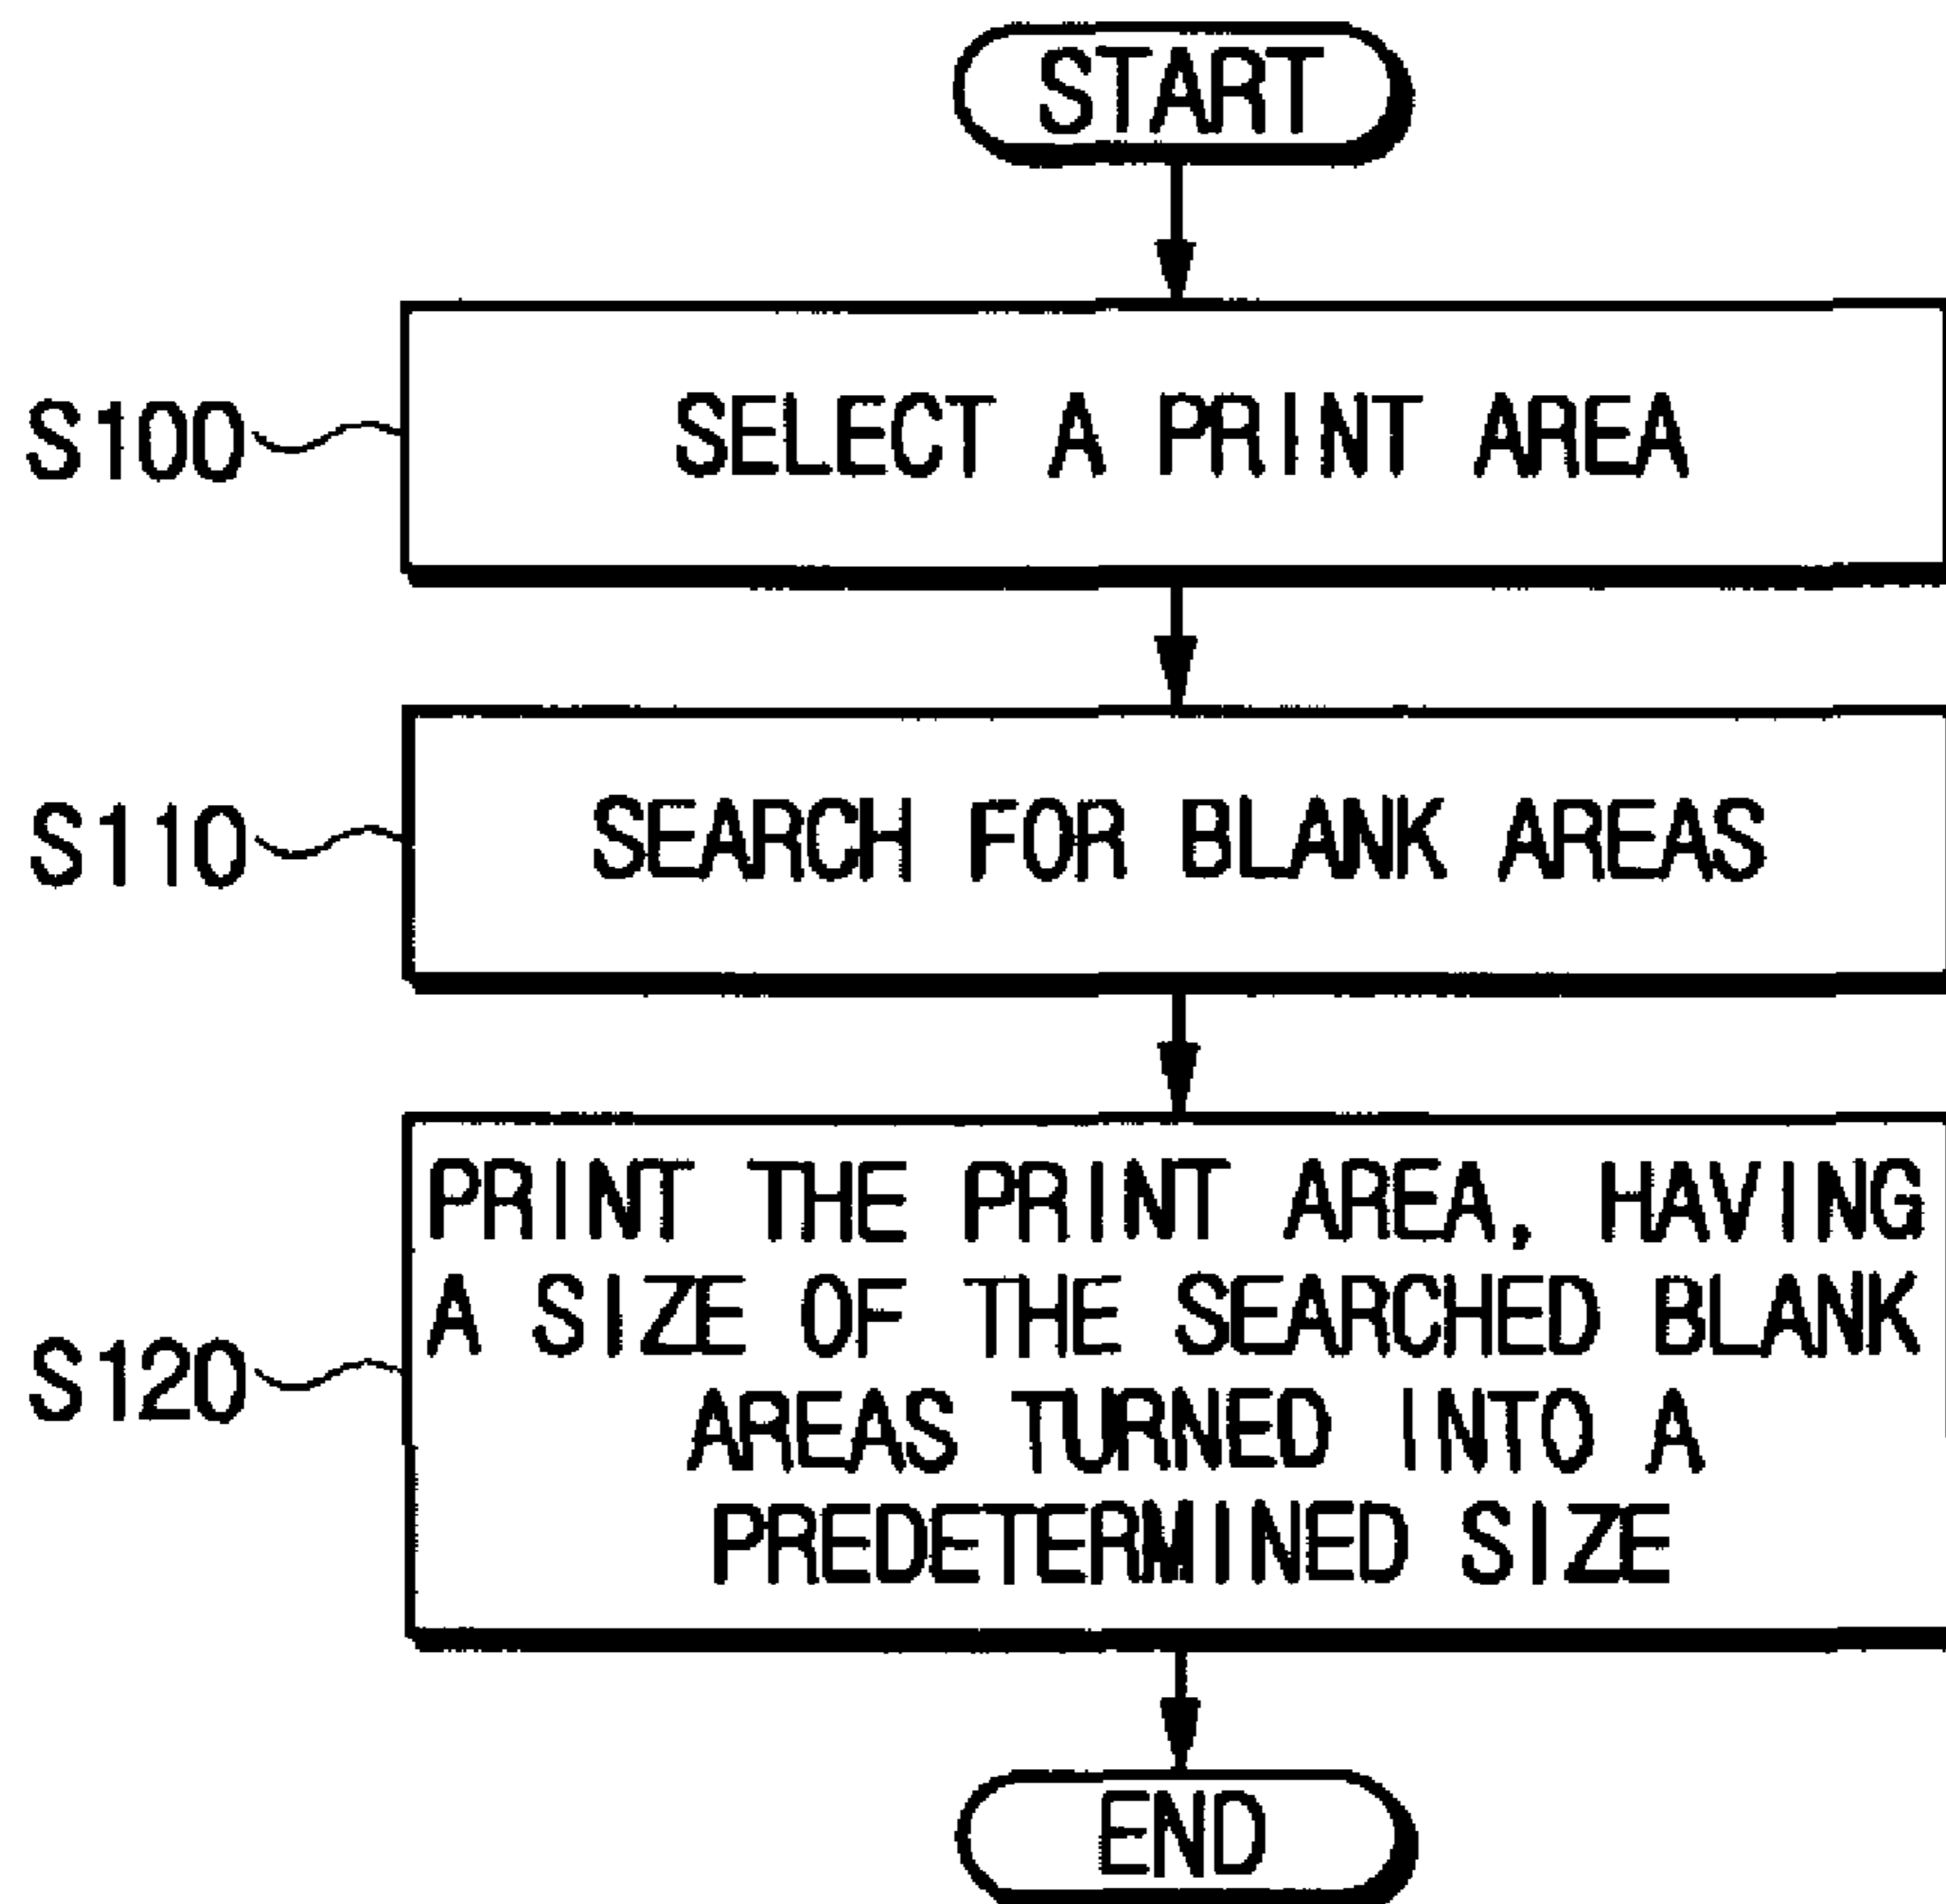 START
S100
SELECT A PRINT AREA
S110
SEARCH FOR BLANK AREAS
S120
PRINT THE PRINT AREA, HAVING
A SIZE OF THE SEARCHED BLANK
AREAS TURNED INTO A
PREDETERMINED SIZE
END